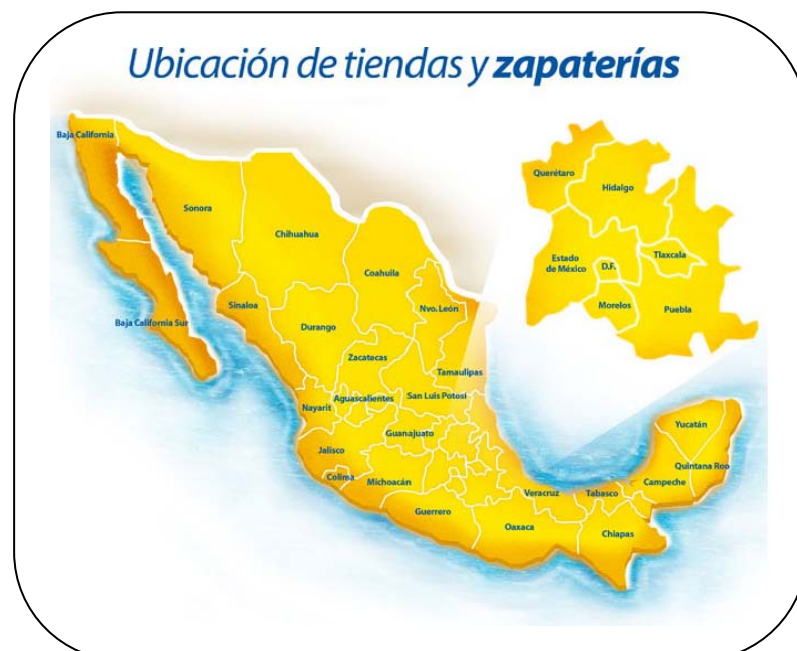 Ubicación de tiendas y zapaterías
Baja California
Sonora
Chihuahua
Coahuila
Sinaloa
Nvo. León
Durango
Baja California Sur
Zacatecas
Tamaulipas
Aguascalientes
San Luis Potosí
Nayarit
Guanajuato
Jalisco
Colima
Michoacán
Guerrero
Oaxaca
Veracruz
Tabasco
Chiapas
Campeche
Yucatán
Quintana Roo
Querétaro
Hidalgo
Estado
de México
D.F.
Tlaxcala
Morelos
Puebla